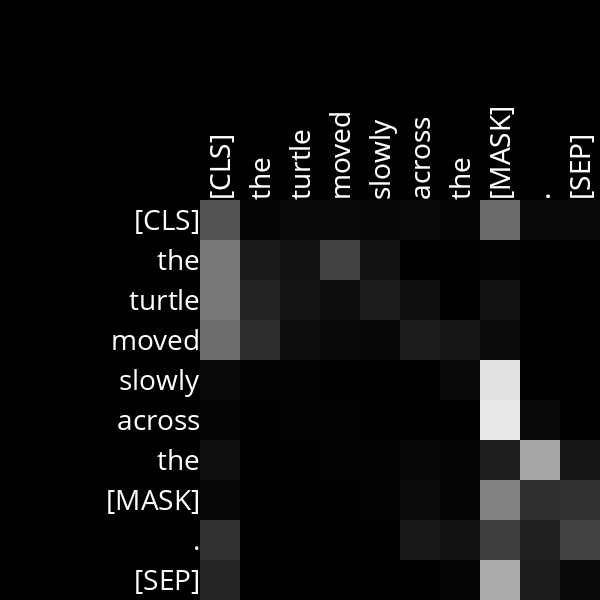 [CLS] the turtle moved slowly across the [MASK] . [SEP]
[CLS]
the
turtle
moved
slowly
across
the
[MASK]
.
[SEP]